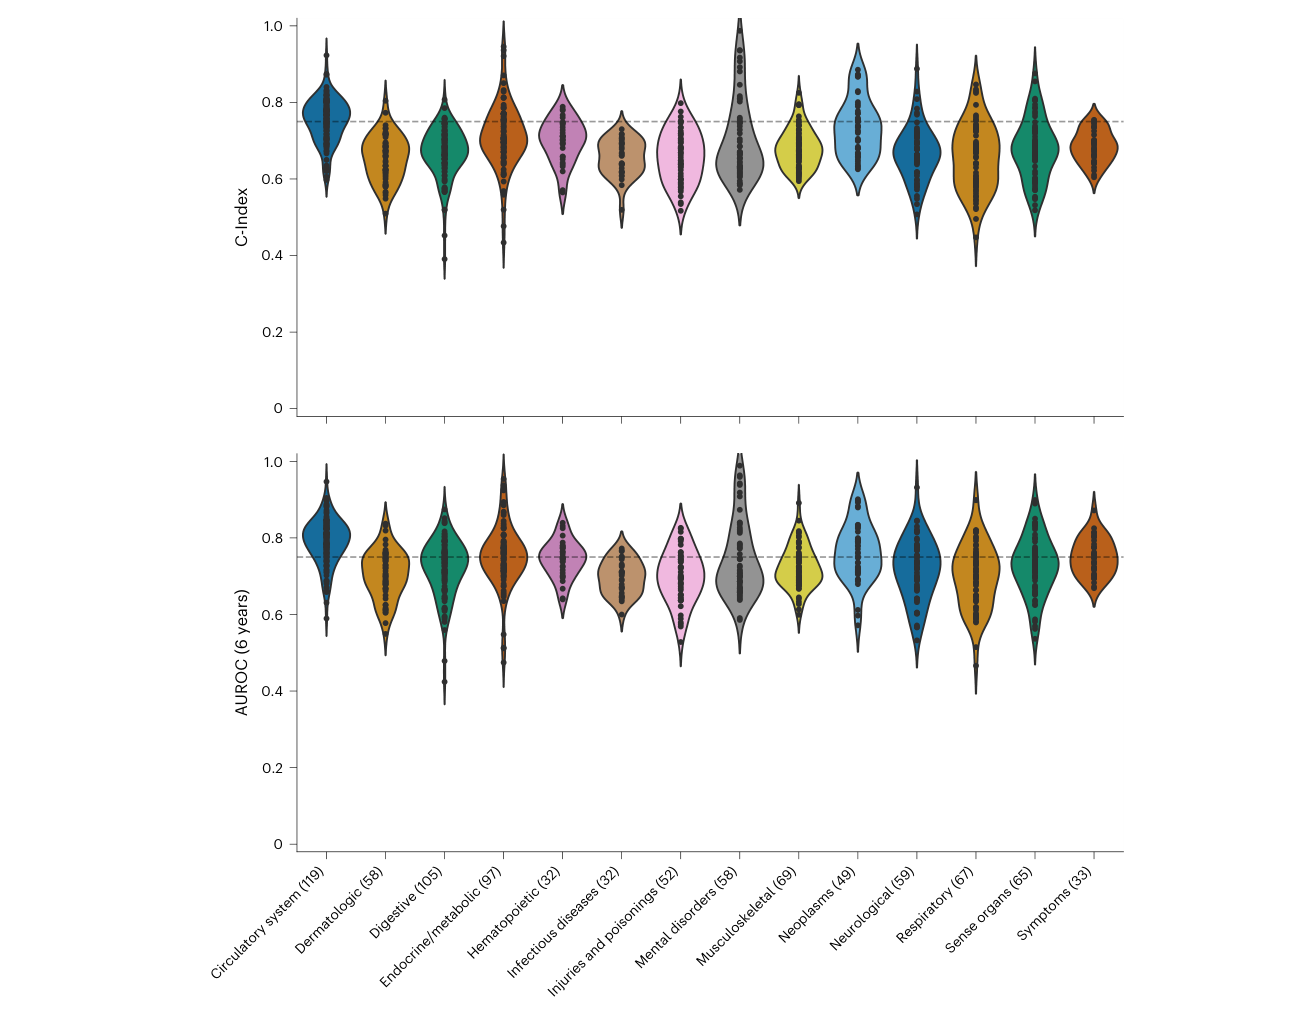 1.0
0.8
0.6
0.4
0.2
0
C-Index
1.0
0.8
0.6
0.4
0.2
0
AUROC (6 years)
Circulatory system (119)
Dermatologic (58)
Digestive (105)
Endocrine/metabolic (97)
Hematopoietic (32)
Infectious diseases (32)
Injuries and poisonings (52)
Mental disorders (58)
Musculoskeletal (69)
Neoplasms (49)
Neurological (59)
Respiratory (67)
Sense organs (65)
Symptoms (33)